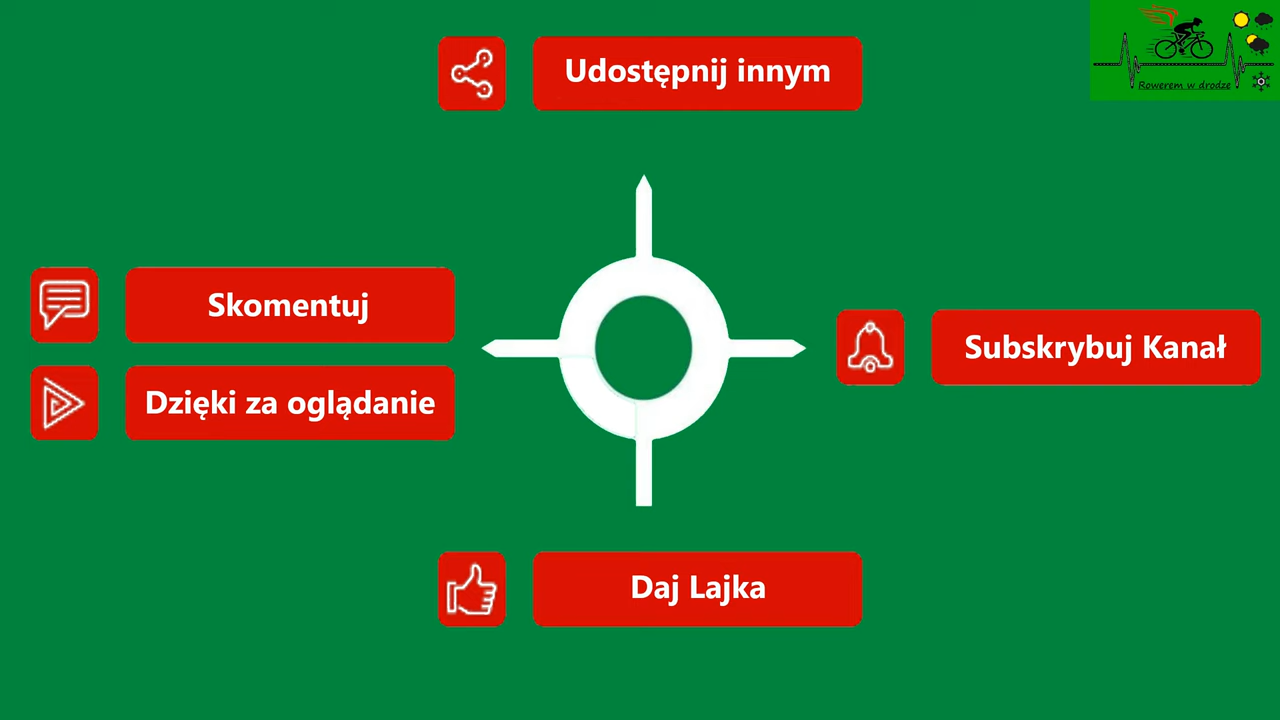 Udostępnij innym
Rowerem w drodze
Skomentuj
Dzięki za oglądanie
Subskrybuj Kanał
Daj Lajka